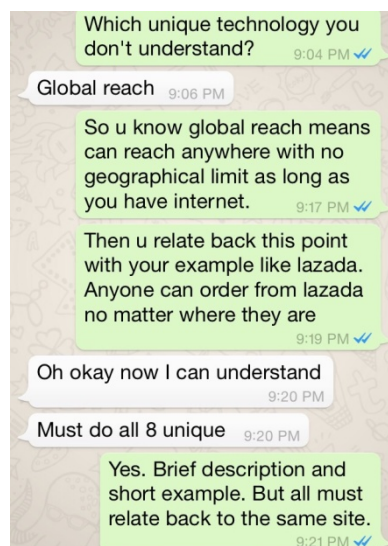 Which unique technology you
don't understand?
9:04 PM
Global reach 9:06 PM
So u know global reach means
can reach anywhere with no
geographical limit as long as
you have internet.
9:17 PM
Then u relate back this point
with your example like lazada.
Anyone can order from lazada
no matter where they are
9:19 PM
Oh okay now I can understand
9:20 PM
Must do all 8 unique 9:20 PM
Yes. Brief description and
short example. But all must
relate back to the same site.
9:21 PM